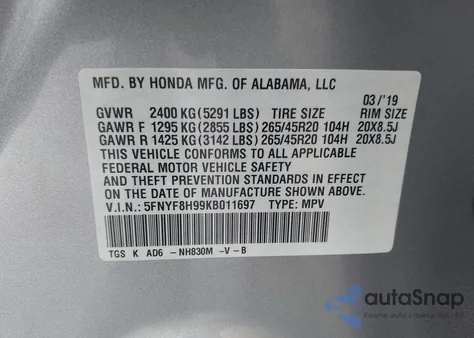 MFD. BY HONDA MFG. OF ALABAMA, LLC
03/'19
GVWR 2400 KG(5291 LBS) TIRE SIZE RIM SIZE
GAWR F 1295 KG(2855 LBS) 265/45R20 104H 20X8.5J
GAWR R 1425 KG(3142 LBS) 265/45R20 104H 20X8.5J
THIS VEHICLE CONFORMS TO ALL APPLICABLE
FEDERAL MOTOR VEHICLE SAFETY, BUMPER,
AND THEFT PREVENTION STANDARDS IN EFFECT ON
THE DATE OF MANUFACTURE SHOWN ABOVE.
V.I.N.: 5FNYF8H99KB011697 TYPE: MPV
TGS K AD6 -NH830M -V-B
autoSnap